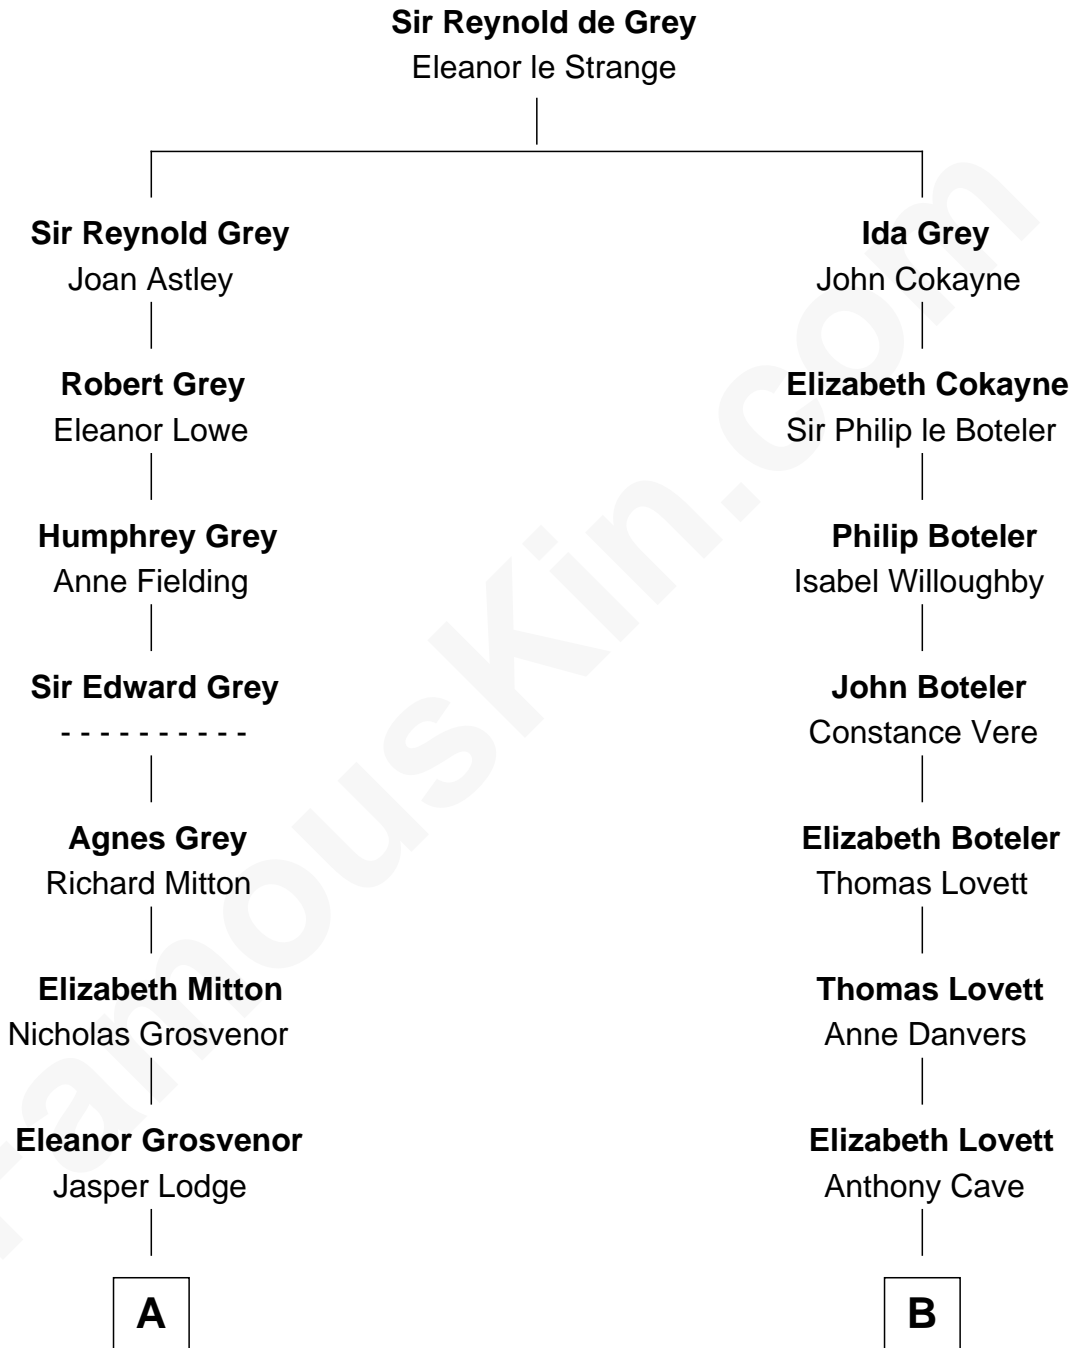 Sir Reynold de Grey
Eleanor le Strange
Sir Reynold Grey
Joan Astley
Ida Grey
John Cokayne
Robert Grey
Eleanor Lowe
Elizabeth Cokayne
Sir Philip le Boteler
Humphrey Grey
Anne Fielding
Philip Boteler
Isabel Willoughby
Sir Edward Grey
- - - - - - - - - -
John Boteler
Constance Vere
Agnes Grey
Richard Mitton
Elizabeth Boteler
Thomas Lovett
Elizabeth Mitton
Nicholas Grosvenor
Thomas Lovett
Anne Danvers
Eleanor Grosvenor
Jasper Lodge
Elizabeth Lovett
Anthony Cave
A
B
FamousKin.com